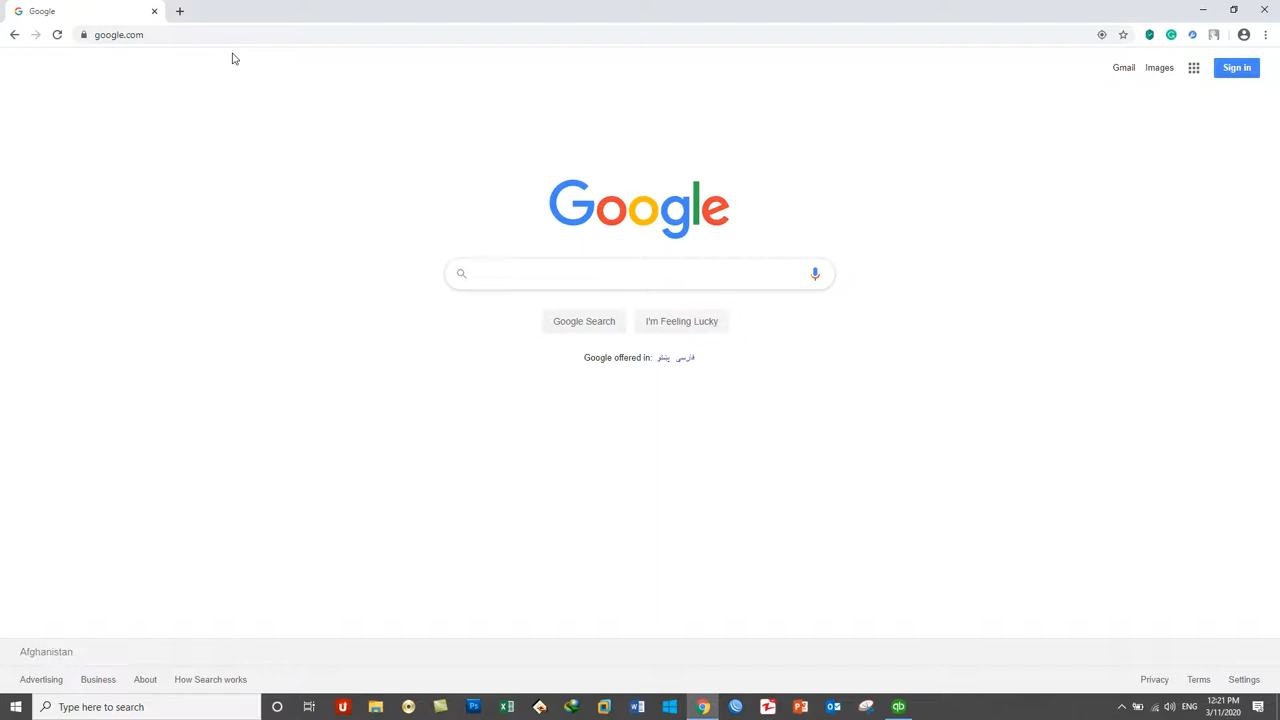 Google
google.com
Gmail Images Sign in
Google
Google Search I'm Feeling Lucky
Google offered in: پښتو فارسی
Afghanistan
Advertising Business About How Search works Privacy Terms Settings
Type here to search ENG 12:21 PM
3/11/2020